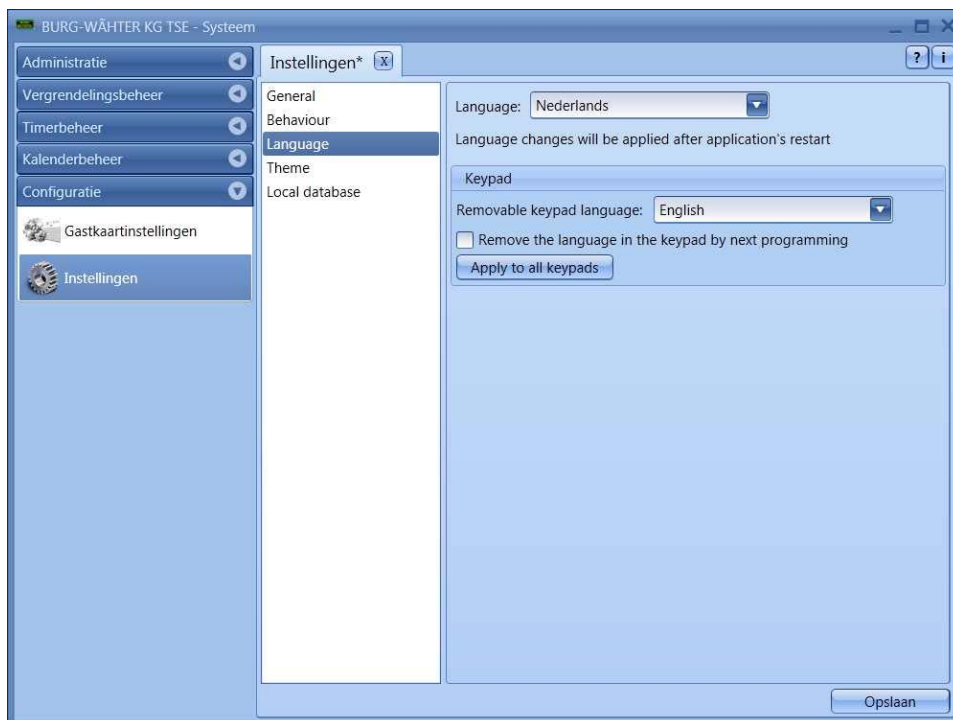 BURG-WÄHTER KG TSE - Systeem
Administratie
Vergrendelingsbeheer
Timerbeheer
Kalenderbeheer
Configuratie
Gastkaartinstellingen
Instellingen
Instellingen* x
? i
General
Behaviour
Language
Theme
Local database
Language: Nederlands
Language changes will be applied after application's restart
Keypad
Removable keypad language: English
Remove the language in the keypad by next programming
Apply to all keypads
Opslaan